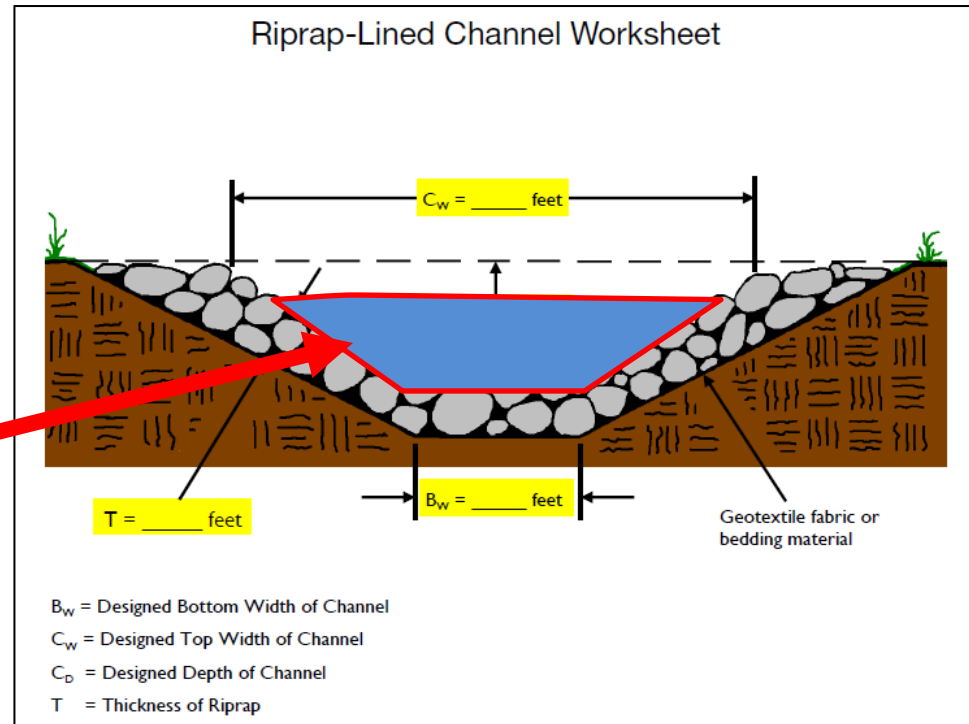 Riprap-Lined Channel Worksheet
C_W = _____ feet
T = _____ feet
B_W = _____ feet
Geotextile fabric or
bedding material
B_W = Designed Bottom Width of Channel
C_W = Designed Top Width of Channel
C_D = Designed Depth of Channel
T = Thickness of Riprap